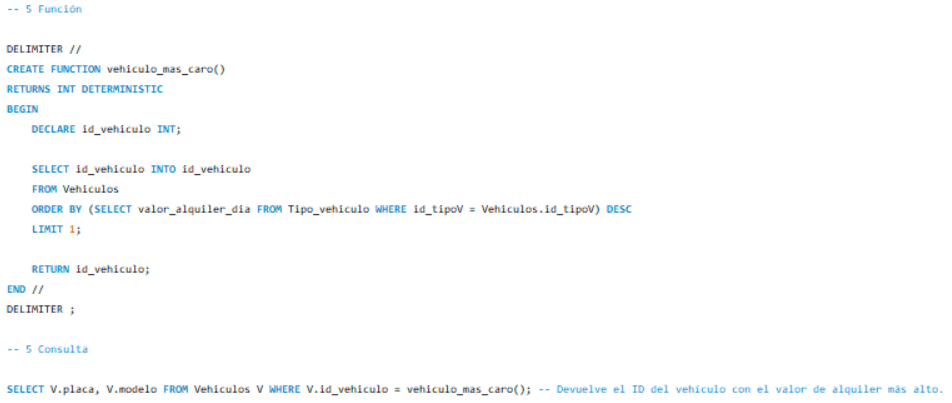 -- 5 Función
DELIMITER //
CREATE FUNCTION vehiculo_mas_caro()
RETURNS INT DETERMINISTIC
BEGIN
DECLARE id_vehiculo INT;
SELECT id_vehiculo INTO id_vehiculo
FROM Vehiculos
ORDER BY (SELECT valor_alquiler_dia FROM Tipo_vehiculo WHERE id_tipoV = Vehiculos.id_tipoV) DESC
LIMIT 1;
RETURN id_vehiculo;
END //
DELIMITER ;
-- 5 Consulta
SELECT V.placa, V.modelo FROM Vehiculos V WHERE V.id_vehiculo = vehiculo_mas_caro(); -- Devuelve el ID del vehículo con el valor de alquiler más alto.